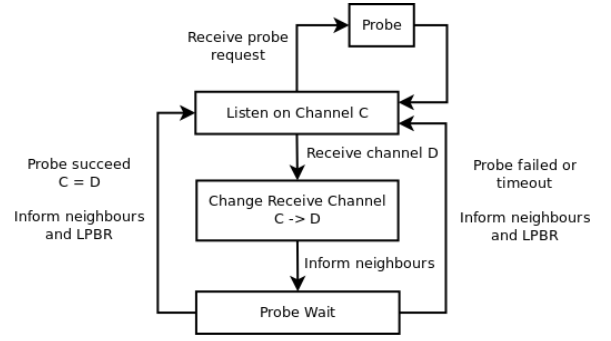 Probe
Receive probe
request
Listen on Channel C
Receive channel D
Probe succeed
C = D
Inform neighbours
and LPBR
Probe failed or
timeout
Inform neighbours
and LPBR
Change Receive Channel
C -> D
Inform neighbours
Probe Wait